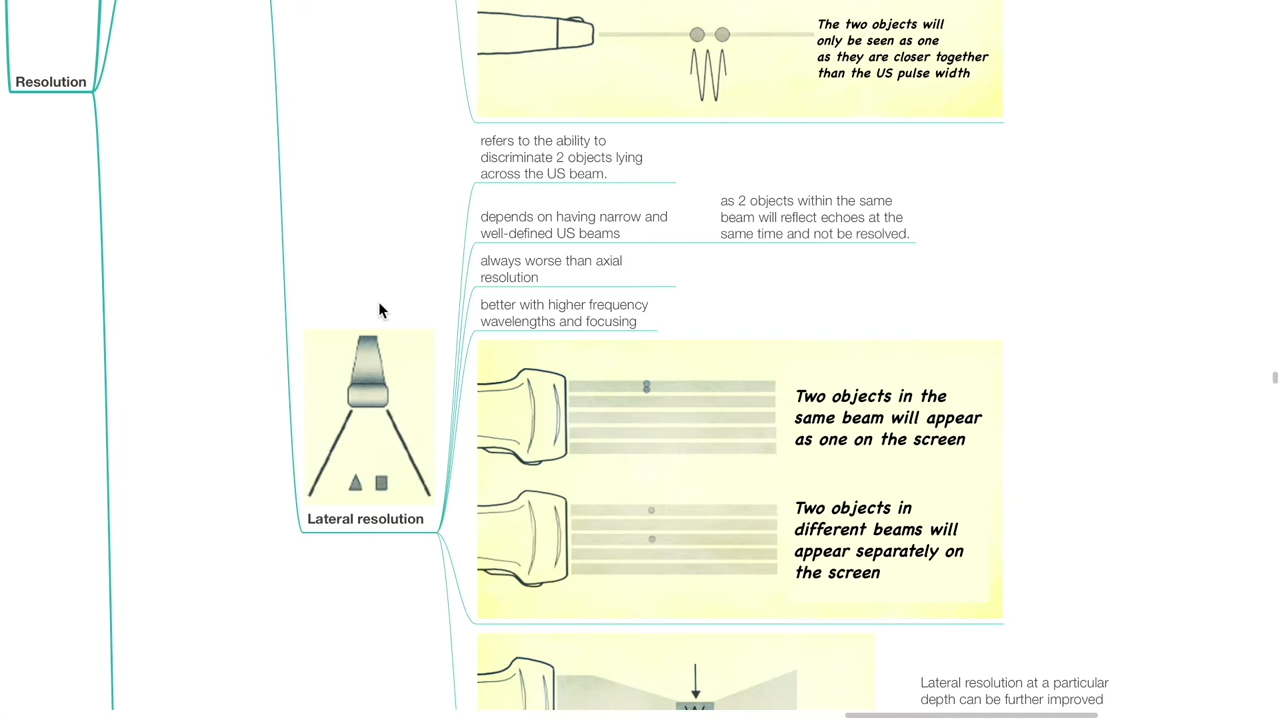 The two objects will
only be seen as one
as they are closer together
than the US pulse width
Resolution
refers to the ability to
discriminate 2 objects lying
across the US beam.
depends on having narrow and
well-defined US beams
as 2 objects within the same
beam will reflect echoes at the
same time and not be resolved.
always worse than axial
resolution
better with higher frequency
wavelengths and focusing
Two objects in the
same beam will appear
as one on the screen
Two objects in
different beams will
appear separately on
the screen
Lateral resolution
Lateral resolution at a particular
depth can be further improved